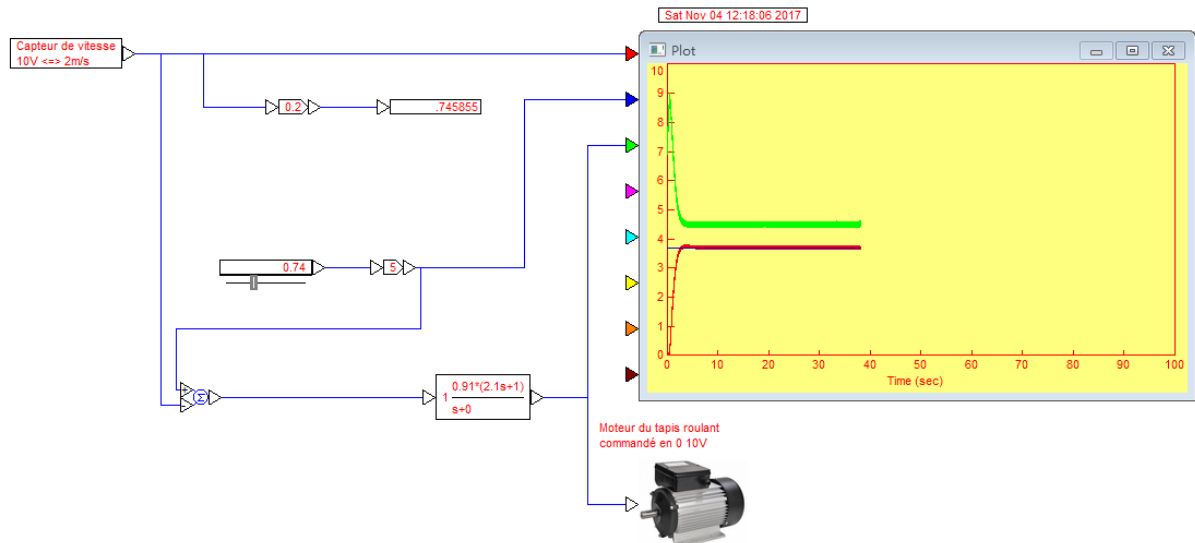 Sat Nov 04 12:18:06 2017
Capteur de vitesse
10V <=> 2m/s
Plot
0.2
.745855
0.74
5
+
-
Σ
1
0.91*(2.1s+1)
s+0
10
9
8
7
6
5
4
3
2
1
0
0 10 20 30 40 50 60 70 80 90 100
Time (sec)
Moteur du tapis roulant
commandé en 0 10V